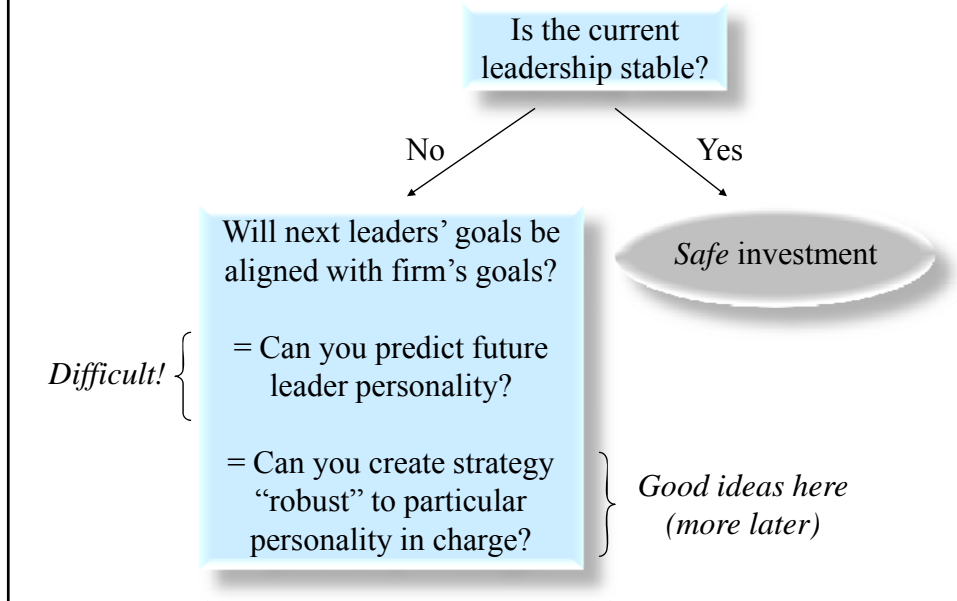 Is the current
leadership stable?
No
Yes
Will next leaders’ goals be
aligned with firm’s goals?
Safe investment
Difficult!
= Can you predict future
leader personality?
= Can you create strategy
“robust” to particular
personality in charge?
Good ideas here
(more later)